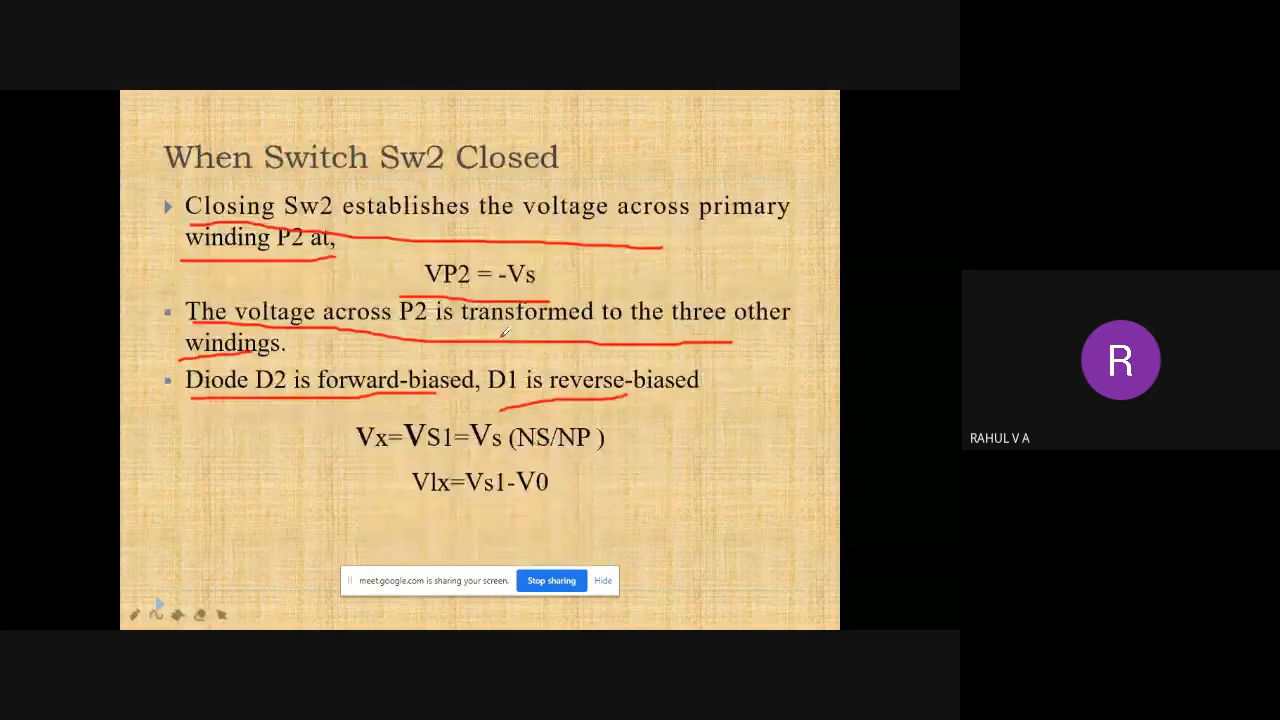 When Switch Sw2 Closed
Closing Sw2 establishes the voltage across primary
winding P2 at,
VP2 = -Vs
The voltage across P2 is transformed to the three other
windings.
Diode D2 is forward-biased, D1 is reverse-biased
Vx=VS1=Vs (NS/NP )
Vlx=Vs1-V0
meet.google.com is sharing your screen. Stop sharing Hide
R
RAHUL V A